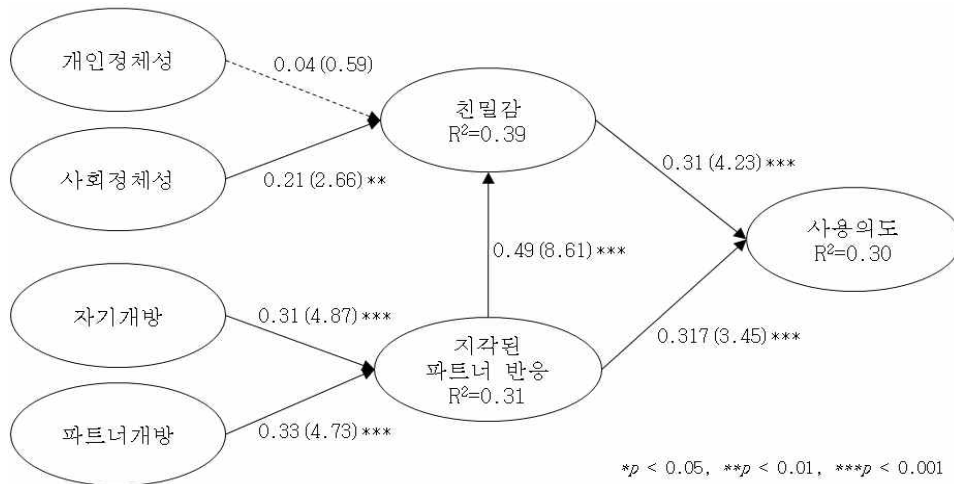 개인정체성
0.04(0.59)
친밀감
R²=0.39
사회정체성
0.21(2.66)**
0.31(4.23)***
사용의도
R²=0.30
0.49(8.61)***
자기개방
0.31(4.87)***
지각된
파트너 반응
R²=0.31
0.317(3.45)***
파트너개방
0.33(4.73)***
*p < 0.05, **p < 0.01, ***p < 0.001